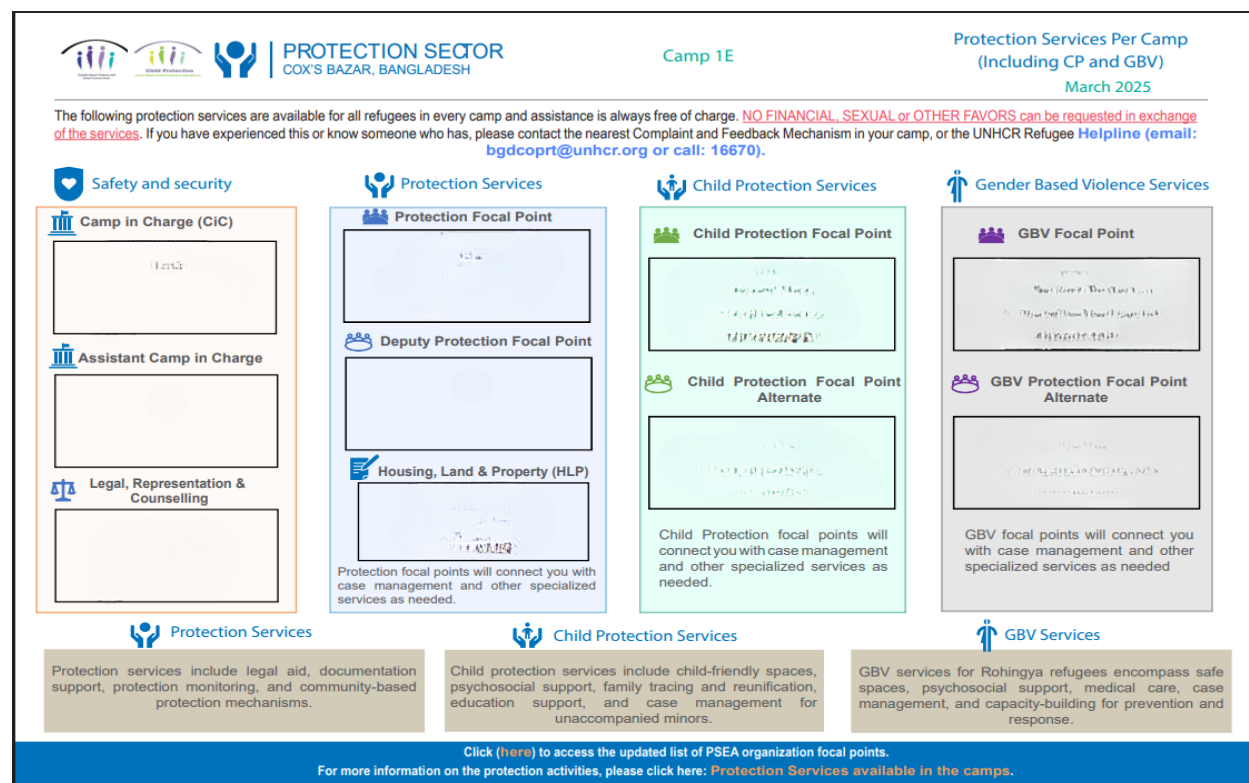 PROTECTION SECTOR
COX'S BAZAR, BANGLADESH
Camp 1E
Protection Services Per Camp
(Including CP and GBV)
March 2025
Child Protection
The following protection services are available for all refugees in every camp and assistance is always free of charge. NO FINANCIAL, SEXUAL or OTHER FAVORS can be requested in exchange
of the services. If you have experienced this or know someone who has, please contact the nearest Complaint and Feedback Mechanism in your camp, or the UNHCR Refugee Helpline (email:
bgdcoprt@unhcr.org or call: 16670).
Safety and security
Camp in Charge (CiC)
Assistant Camp in Charge
Legal, Representation &
Counselling
Protection Services
Protection Focal Point
Deputy Protection Focal Point
Housing, Land & Property (HLP)
Protection focal points will connect you with
case management and other specialized
services as needed.
Child Protection Services
Child Protection Focal Point
Child Protection Focal Point
Alternate
Child Protection focal points will
connect you with case management
and other specialized services as
needed.
Gender Based Violence Services
GBV Focal Point
GBV Protection Focal Point
Alternate
GBV focal points will connect you
with case management and other
specialized services as needed
Protection Services
Protection services include legal aid, documentation
support, protection monitoring, and community-based
protection mechanisms.
Child Protection Services
Child protection services include child-friendly spaces,
psychosocial support, family tracing and reunification,
education support, and case management for
unaccompanied minors.
GBV Services
GBV services for Rohingya refugees encompass safe
spaces, psychosocial support, medical care, case
management, and capacity-building for prevention and
response.
Click (here) to access the updated list of PSEA organization focal points.
For more information on the protection activities, please click here: Protection Services available in the camps.